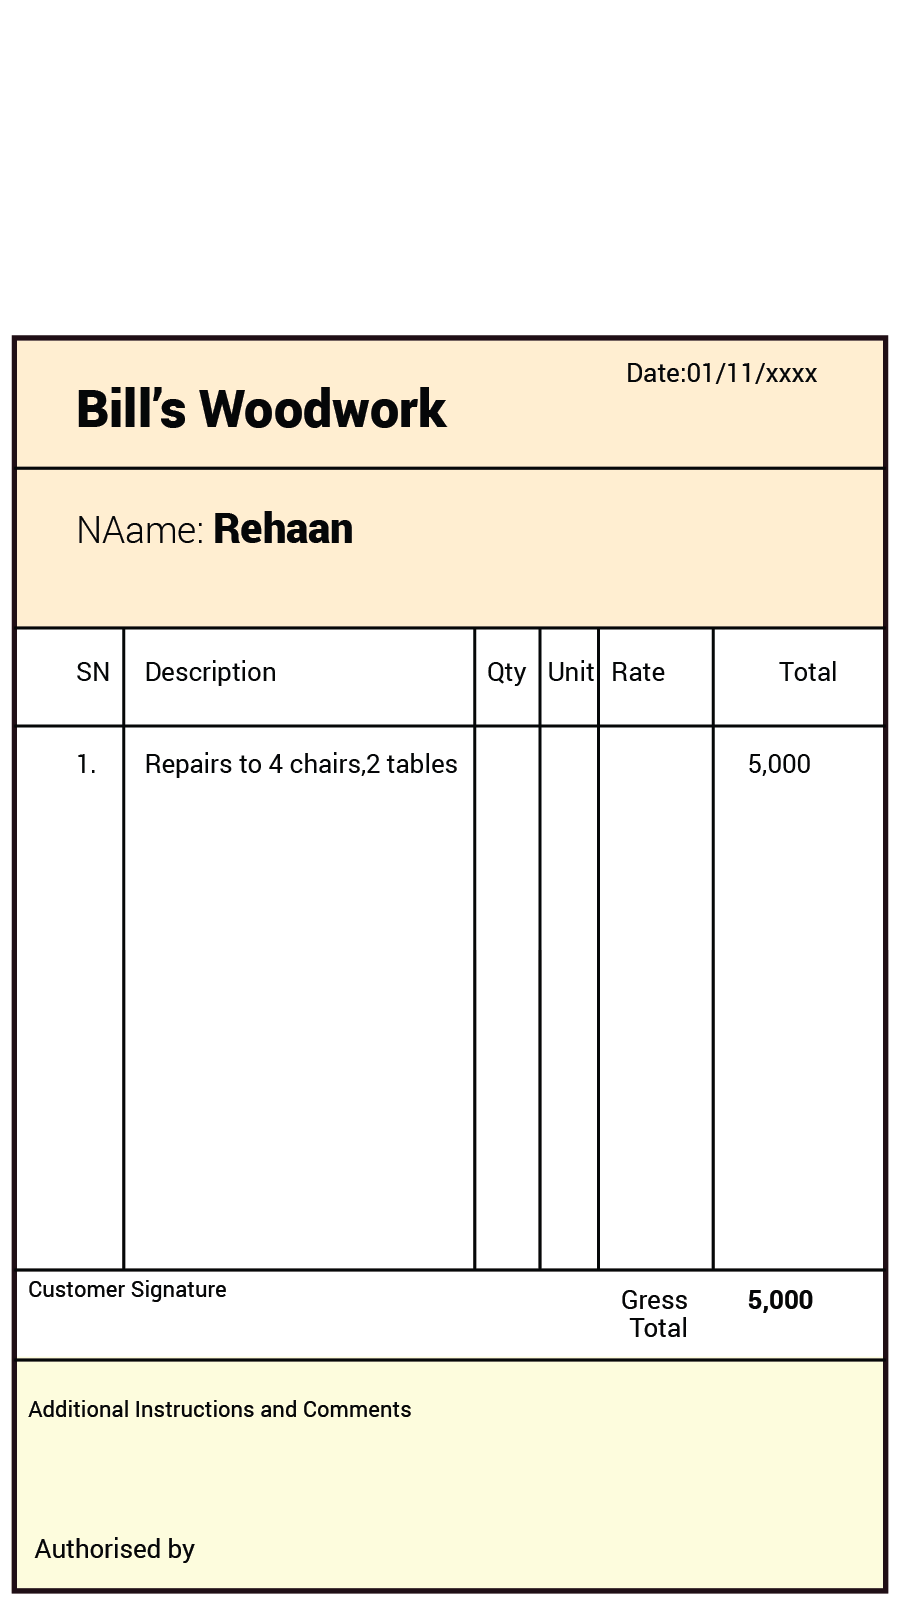 Date:01/11/xxxx
Bill’s Woodwork
NAame: Rehaan
SN Description Qty Unit Rate Total
1. Repairs to 4 chairs,2 tables 5,000
Customer Signature
Gress 5,000
Total
Additional Instructions and Comments
Authorised by